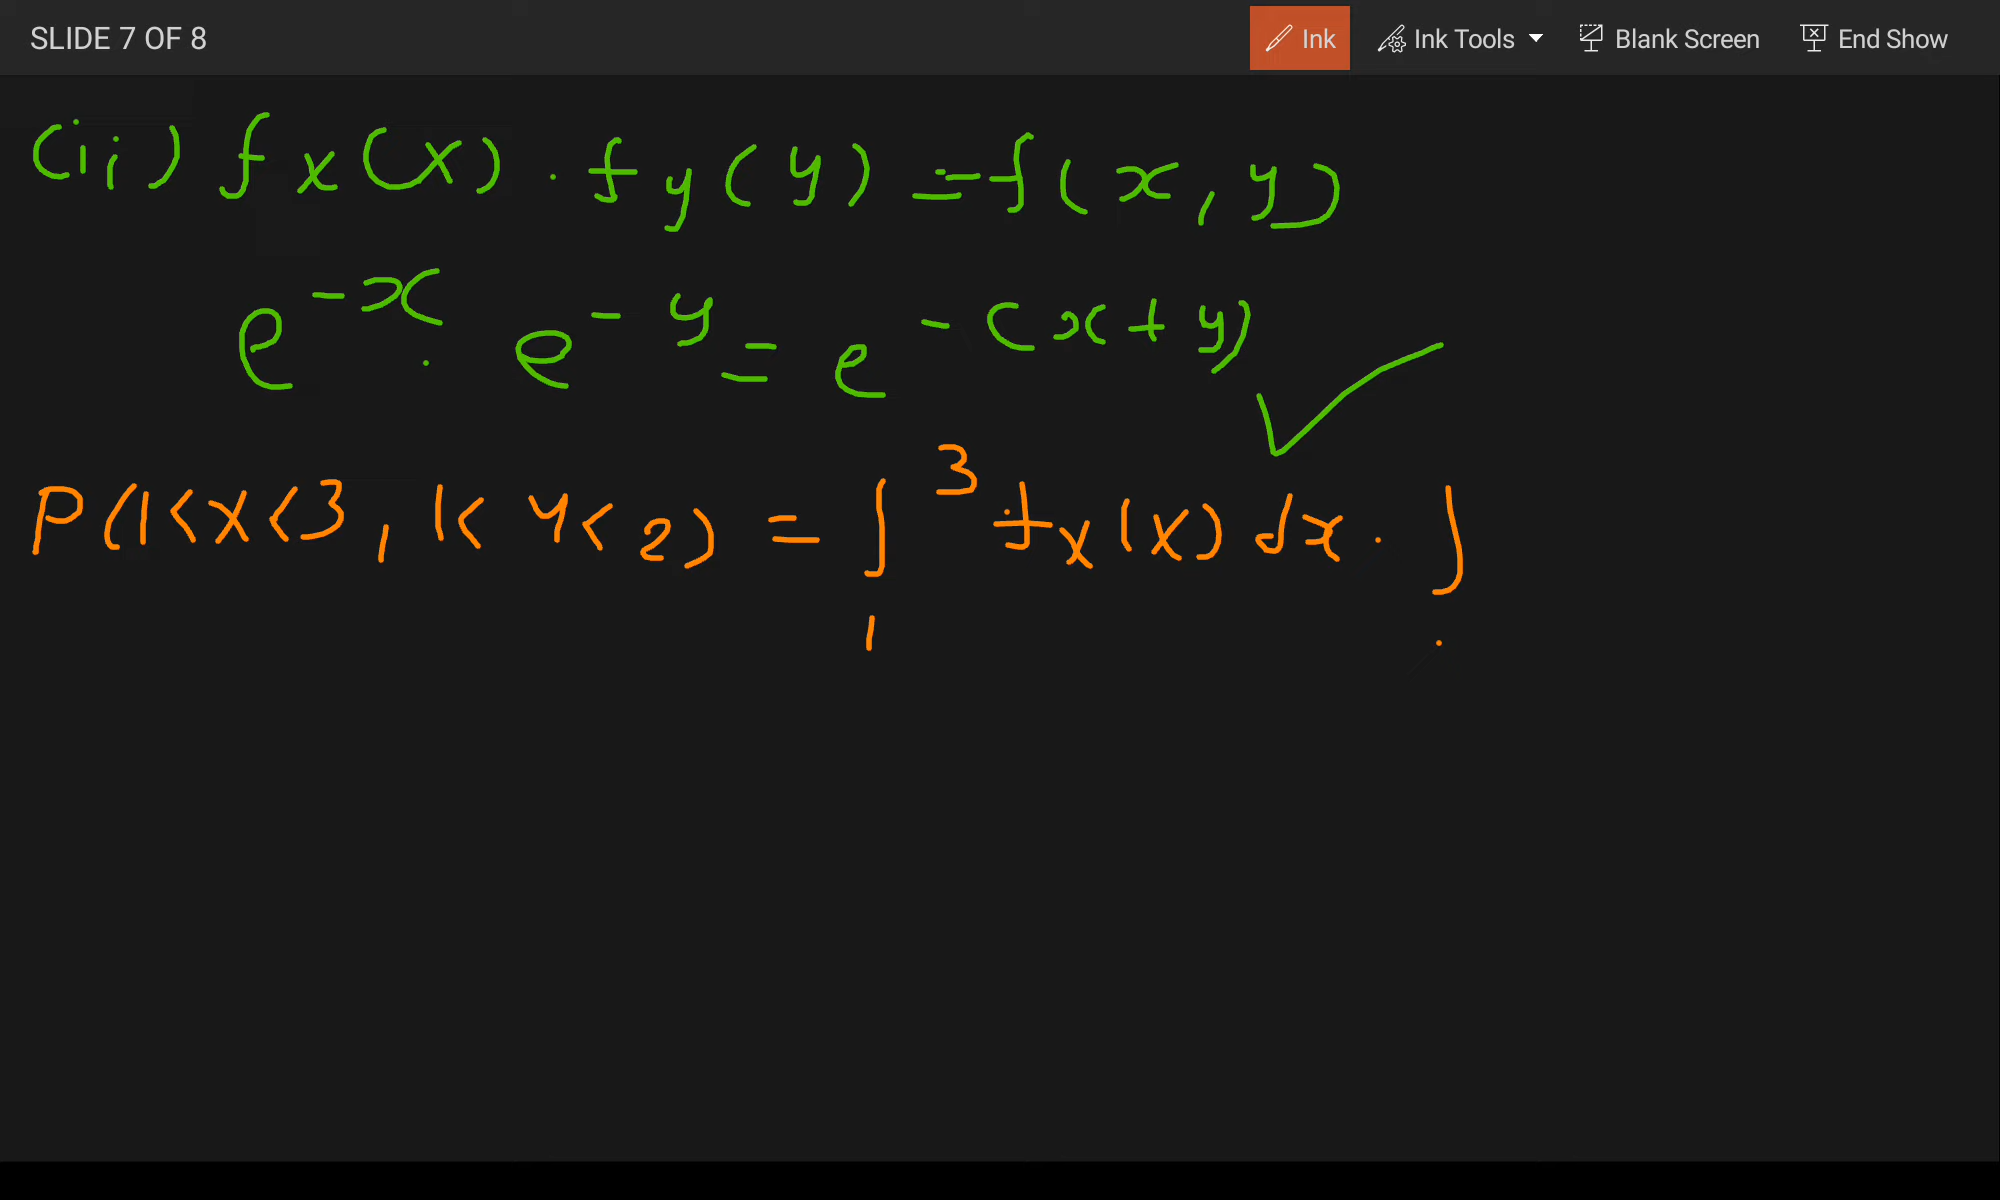 SLIDE 7 OF 8 Ink Ink Tools Blank Screen End Show
(ii) fx(x) . fy(y) = f(x,y)
e^-x . e^-y = e^-(x+y) ✓
P(1<x<3, 1<y<2) = ∫_1^3 fx(x)dx . ∫